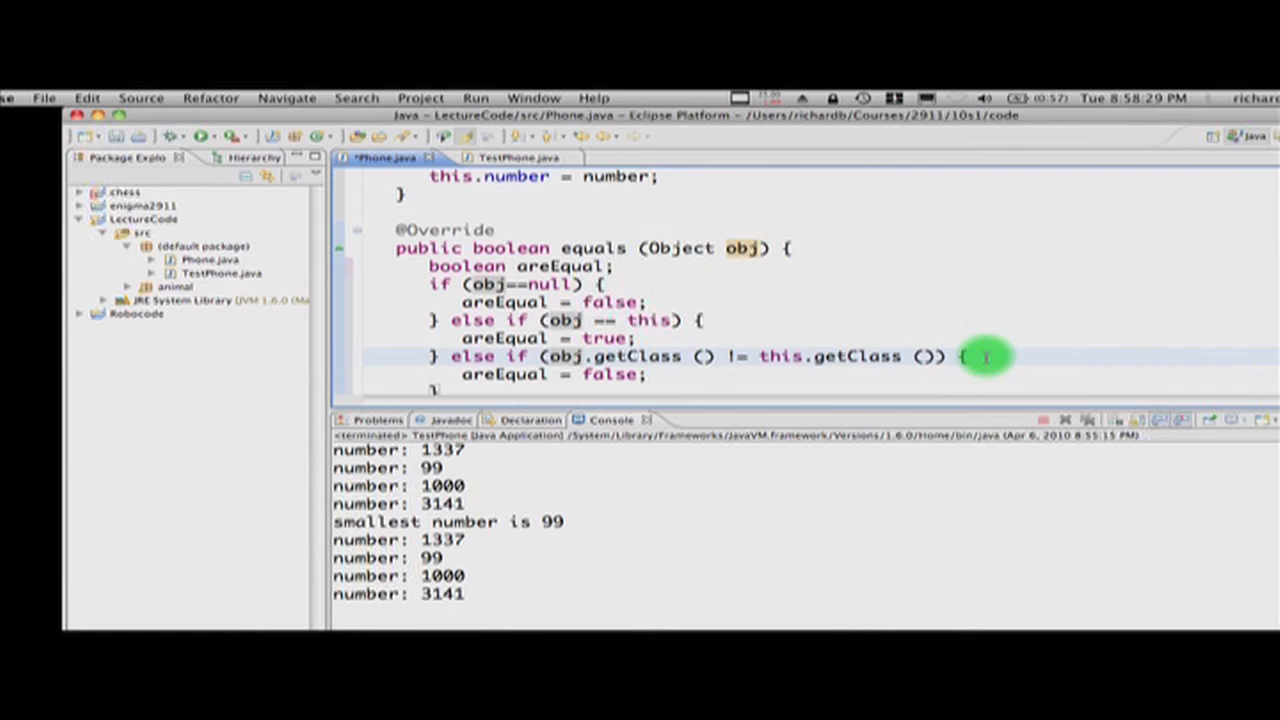 se File Edit Source Refactor Navigate Search Project Run Window Help (0:57) Tue 8:58:29 PM richar
Java – LectureCode/src/Phone.java – Eclipse Platform – /Users/richardb/Courses/2911/10s1/code
Java
Package Explo Hierarchy
*Phone.java TestPhone.java
chess
enigma2911
LectureCode
src
(default package)
Phone.java
TestPhone.java
animal
JRE System Library (JVM 1.6.0 (Ma
Robocode
this.number = number;
}
@Override
public boolean equals (Object obj) {
boolean areEqual;
if (obj==null) {
areEqual = false;
} else if (obj == this) {
areEqual = true;
} else if (obj.getClass () != this.getClass ()) {
areEqual = false;
}
Problems Javadoc Declaration Console
<terminated> TestPhone [Java Application] /System/Library/Frameworks/JavaVM.framework/Versions/1.6.0/Home/bin/java (Apr 6, 2010 8:55:15 PM)
number: 1337
number: 99
number: 1000
number: 3141
smallest number is 99
number: 1337
number: 99
number: 1000
number: 3141